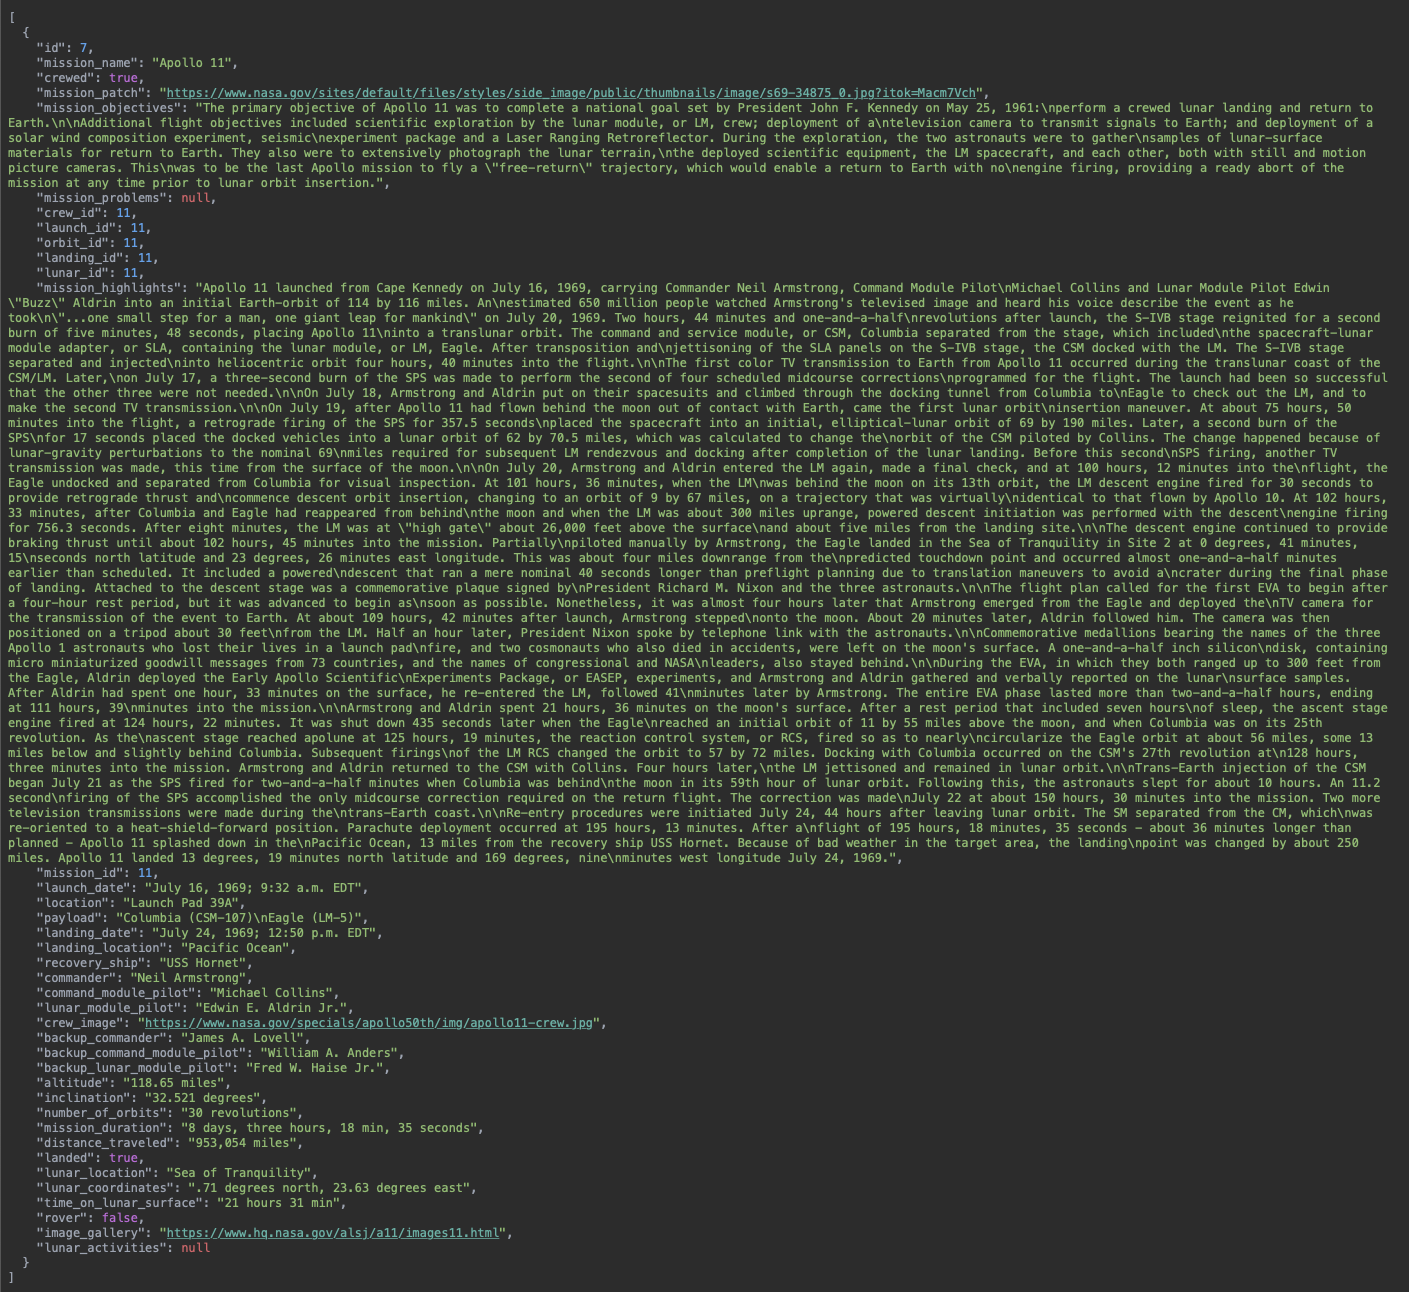 [
  {
    "id": 7,
    "mission_name": "Apollo 11",
    "crewed": true,
    "mission_patch": "https://www.nasa.gov/sites/default/files/styles/side_image/public/thumbnails/image/s69-34875_0.jpg?itok=Macm7Vch",
    "mission_objectives": "The primary objective of Apollo 11 was to complete a national goal set by President John F. Kennedy on May 25, 1961:\nperform a crewed lunar landing and return to
Earth.\n\nAdditional flight objectives included scientific exploration by the lunar module, or LM, crew; deployment of a\ntelevision camera to transmit signals to Earth; and deployment of a
solar wind composition experiment, seismic\nexperiment package and a Laser Ranging Retroreflector. During the exploration, the two astronauts were to gather\nsamples of lunar-surface
materials for return to Earth. They also were to extensively photograph the lunar terrain,\nthe deployed scientific equipment, the LM spacecraft, and each other, both with still and motion
picture cameras. This\nwas to be the last Apollo mission to fly a \"free-return\" trajectory, which would enable a return to Earth with no\nengine firing, providing a ready abort of the
mission at any time prior to lunar orbit insertion.",
    "mission_problems": null,
    "crew_id": 11,
    "launch_id": 11,
    "orbit_id": 11,
    "landing_id": 11,
    "lunar_id": 11,
    "mission_highlights": "Apollo 11 launched from Cape Kennedy on July 16, 1969, carrying Commander Neil Armstrong, Command Module Pilot\nMichael Collins and Lunar Module Pilot Edwin
\"Buzz\" Aldrin into an initial Earth-orbit of 114 by 116 miles. An\nestimated 650 million people watched Armstrong's televised image and heard his voice describe the event as he
took\n\"...one small step for a man, one giant leap for mankind\" on July 20, 1969. Two hours, 44 minutes and one-and-a-half\nrevolutions after launch, the S-IVB stage reignited for a second
burn of five minutes, 48 seconds, placing Apollo 11\ninto a translunar orbit. The command and service module, or CSM, Columbia separated from the stage, which included\nthe spacecraft-lunar
module adapter, or SLA, containing the lunar module, or LM, Eagle. After transposition and\njettisoning of the SLA panels on the S-IVB stage, the CSM docked with the LM. The S-IVB stage
separated and injected\ninto heliocentric orbit four hours, 40 minutes into the flight.\n\nThe first color TV transmission to Earth from Apollo 11 occurred during the translunar coast of the
CSM/LM. Later,\non July 17, a three-second burn of the SPS was made to perform the second of four scheduled midcourse corrections\nprogrammed for the flight. The launch had been so successful
that the other three were not needed.\n\nOn July 18, Armstrong and Aldrin put on their spacesuits and climbed through the docking tunnel from Columbia to\nEagle to check out the LM, and to
make the second TV transmission.\n\nOn July 19, after Apollo 11 had flown behind the moon out of contact with Earth, came the first lunar orbit\ninsertion maneuver. At about 75 hours, 50
minutes into the flight, a retrograde firing of the SPS for 357.5 seconds\nplaced the spacecraft into an initial, elliptical-lunar orbit of 69 by 190 miles. Later, a second burn of the
SPS\nfor 17 seconds placed the docked vehicles into a lunar orbit of 62 by 70.5 miles, which was calculated to change the\norbit of the CSM piloted by Collins. The change happened because of
lunar-gravity perturbations to the nominal 69\nmiles required for subsequent LM rendezvous and docking after completion of the lunar landing. Before this second\nSPS firing, another TV
transmission was made, this time from the surface of the moon.\n\nOn July 20, Armstrong and Aldrin entered the LM again, made a final check, and at 100 hours, 12 minutes into the\nflight, the
Eagle undocked and separated from Columbia for visual inspection. At 101 hours, 36 minutes, when the LM\nwas behind the moon on its 13th orbit, the LM descent engine fired for 30 seconds to
provide retrograde thrust and\ncommence descent orbit insertion, changing to an orbit of 9 by 67 miles, on a trajectory that was virtually\nidentical to that flown by Apollo 10. At 102 hours,
33 minutes, after Columbia and Eagle had reappeared from behind\nthe moon and when the LM was about 300 miles uprange, powered descent initiation was performed with the descent\nengine firing
for 756.3 seconds. After eight minutes, the LM was at \"high gate\" about 26,000 feet above the surface\nand about five miles from the landing site.\n\nThe descent engine continued to provide
braking thrust until about 102 hours, 45 minutes into the mission. Partially\npiloted manually by Armstrong, the Eagle landed in the Sea of Tranquility in Site 2 at 0 degrees, 41 minutes,
15\nseconds north latitude and 23 degrees, 26 minutes east longitude. This was about four miles downrange from the\npredicted touchdown point and occurred almost one-and-a-half minutes
earlier than scheduled. It included a powered\ndescent that ran a mere nominal 40 seconds longer than preflight planning due to translation maneuvers to avoid a\ncrater during the final phase
of landing. Attached to the descent stage was a commemorative plaque signed by\nPresident Richard M. Nixon and the three astronauts.\n\nThe flight plan called for the first EVA to begin after
a four-hour rest period, but it was advanced to begin as\nsoon as possible. Nonetheless, it was almost four hours later that Armstrong emerged from the Eagle and deployed the\nTV camera for
the transmission of the event to Earth. At about 109 hours, 42 minutes after launch, Armstrong stepped\nonto the moon. About 20 minutes later, Aldrin followed him. The camera was then
positioned on a tripod about 30 feet\nfrom the LM. Half an hour later, President Nixon spoke by telephone link with the astronauts.\n\nCommemorative medallions bearing the names of the three
Apollo 1 astronauts who lost their lives in a launch pad\nfire, and two cosmonauts who also died in accidents, were left on the moon's surface. A one-and-a-half inch silicon\ndisk, containing
micro miniaturized goodwill messages from 73 countries, and the names of congressional and NASA\nleaders, also stayed behind.\n\nDuring the EVA, in which they both ranged up to 300 feet from
the Eagle, Aldrin deployed the Early Apollo Scientific\nExperiments Package, or EASEP, experiments, and Armstrong and Aldrin gathered and verbally reported on the lunar\nsurface samples.
After Aldrin had spent one hour, 33 minutes on the surface, he re-entered the LM, followed 41\nminutes later by Armstrong. The entire EVA phase lasted more than two-and-a-half hours, ending
at 111 hours, 39\nminutes into the mission.\n\nArmstrong and Aldrin spent 21 hours, 36 minutes on the moon's surface. After a rest period that included seven hours\nof sleep, the ascent stage
engine fired at 124 hours, 22 minutes. It was shut down 435 seconds later when the Eagle\nreached an initial orbit of 11 by 55 miles above the moon, and when Columbia was on its 25th
revolution. As the\nascent stage reached apolune at 125 hours, 19 minutes, the reaction control system, or RCS, fired so as to nearly\ncircularize the Eagle orbit at about 56 miles, some 13
miles below and slightly behind Columbia. Subsequent firings\nof the LM RCS changed the orbit to 57 by 72 miles. Docking with Columbia occurred on the CSM's 27th revolution at\n128 hours,
three minutes into the mission. Armstrong and Aldrin returned to the CSM with Collins. Four hours later,\nthe LM jettisoned and remained in lunar orbit.\n\nTrans-Earth injection of the CSM
began July 21 as the SPS fired for two-and-a-half minutes when Columbia was behind\nthe moon in its 59th hour of lunar orbit. Following this, the astronauts slept for about 10 hours. An 11.2
second\nfiring of the SPS accomplished the only midcourse correction required on the return flight. The correction was made\nJuly 22 at about 150 hours, 30 minutes into the mission. Two more
television transmissions were made during the\ntrans-Earth coast.\n\nRe-entry procedures were initiated July 24, 44 hours after leaving lunar orbit. The SM separated from the CM, which\nwas
re-oriented to a heat-shield-forward position. Parachute deployment occurred at 195 hours, 13 minutes. After a\nflight of 195 hours, 18 minutes, 35 seconds - about 36 minutes longer than
planned - Apollo 11 splashed down in the\nPacific Ocean, 13 miles from the recovery ship USS Hornet. Because of bad weather in the target area, the landing\npoint was changed by about 250
miles. Apollo 11 landed 13 degrees, 19 minutes north latitude and 169 degrees, nine\nminutes west longitude July 24, 1969.",
    "mission_id": 11,
    "launch_date": "July 16, 1969; 9:32 a.m. EDT",
    "location": "Launch Pad 39A",
    "payload": "Columbia (CSM-107)\nEagle (LM-5)",
    "landing_date": "July 24, 1969; 12:50 p.m. EDT",
    "landing_location": "Pacific Ocean",
    "recovery_ship": "USS Hornet",
    "commander": "Neil Armstrong",
    "command_module_pilot": "Michael Collins",
    "lunar_module_pilot": "Edwin E. Aldrin Jr.",
    "crew_image": "https://www.nasa.gov/specials/apollo50th/img/apollo11-crew.jpg",
    "backup_commander": "James A. Lovell",
    "backup_command_module_pilot": "William A. Anders",
    "backup_lunar_module_pilot": "Fred W. Haise Jr.",
    "altitude": "118.65 miles",
    "inclination": "32.521 degrees",
    "number_of_orbits": "30 revolutions",
    "mission_duration": "8 days, three hours, 18 min, 35 seconds",
    "distance_traveled": "953,054 miles",
    "landed": true,
    "lunar_location": "Sea of Tranquility",
    "lunar_coordinates": ".71 degrees north, 23.63 degrees east",
    "time_on_lunar_surface": "21 hours 31 min",
    "rover": false,
    "image_gallery": "https://www.hq.nasa.gov/alsj/a11/images11.html",
    "lunar_activities": null
  }
]